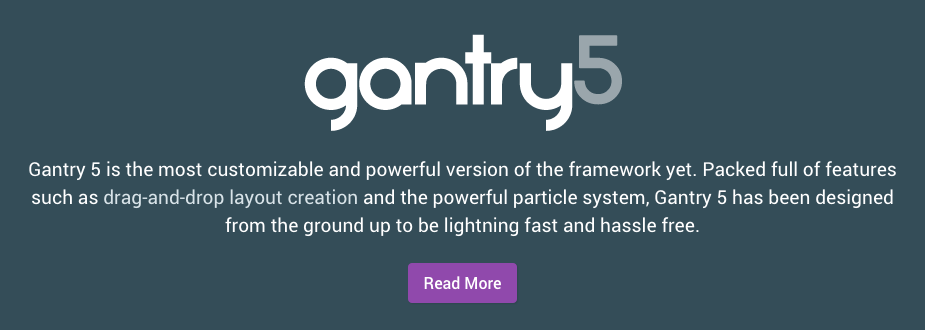 gantry5
Gantry 5 is the most customizable and powerful version of the framework yet. Packed full of features
such as drag-and-drop layout creation and the powerful particle system, Gantry 5 has been designed
from the ground up to be lightning fast and hassle free.
Read More